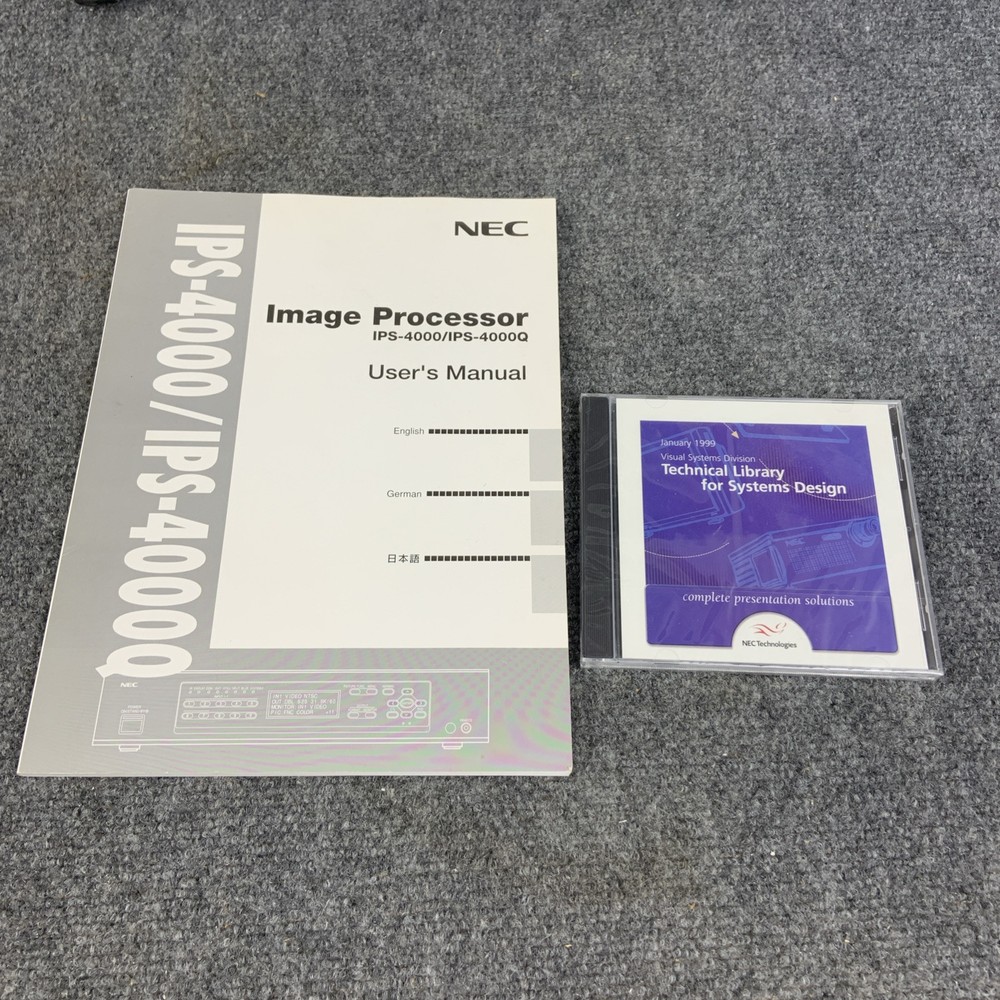 IPS-4000/IPS-4000Q
NEC
Image Processor
IPS-4000/IPS-4000Q
User's Manual
English
German
日本語
NEC
January 1999
Visual Systems Division
Technical Library
for Systems Design
NEC
complete presentation solutions
NEC Technologies